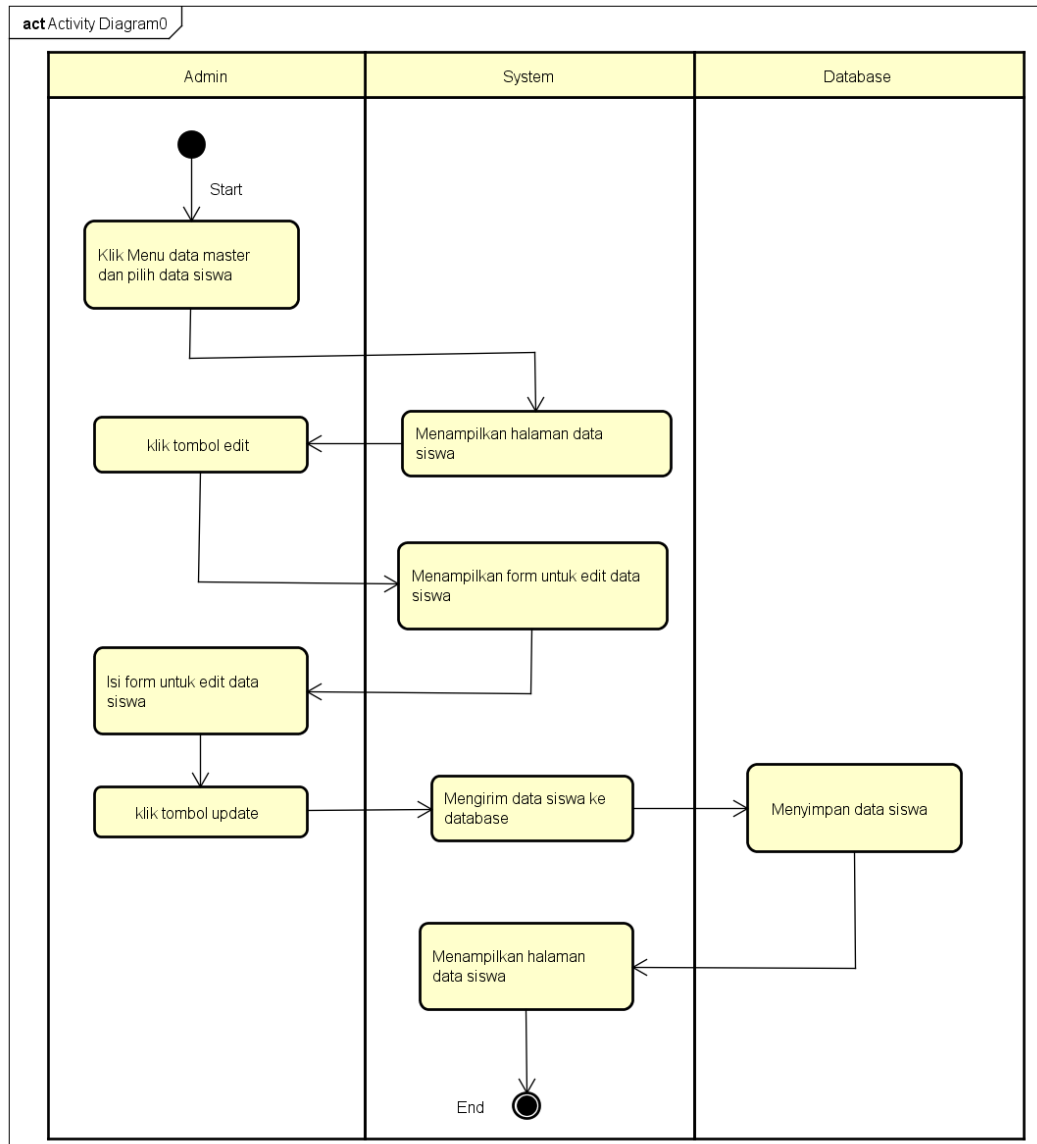 act Activity Diagram0
Admin
System
Database
Start
Klik Menu data master
dan pilih data siswa
Menampilkan halaman data
siswa
klik tombol edit
Menampilkan form untuk edit data
siswa
Isi form untuk edit data
siswa
klik tombol update
Mengirim data siswa ke
database
Menyimpan data siswa
Menampilkan halaman
data siswa
End